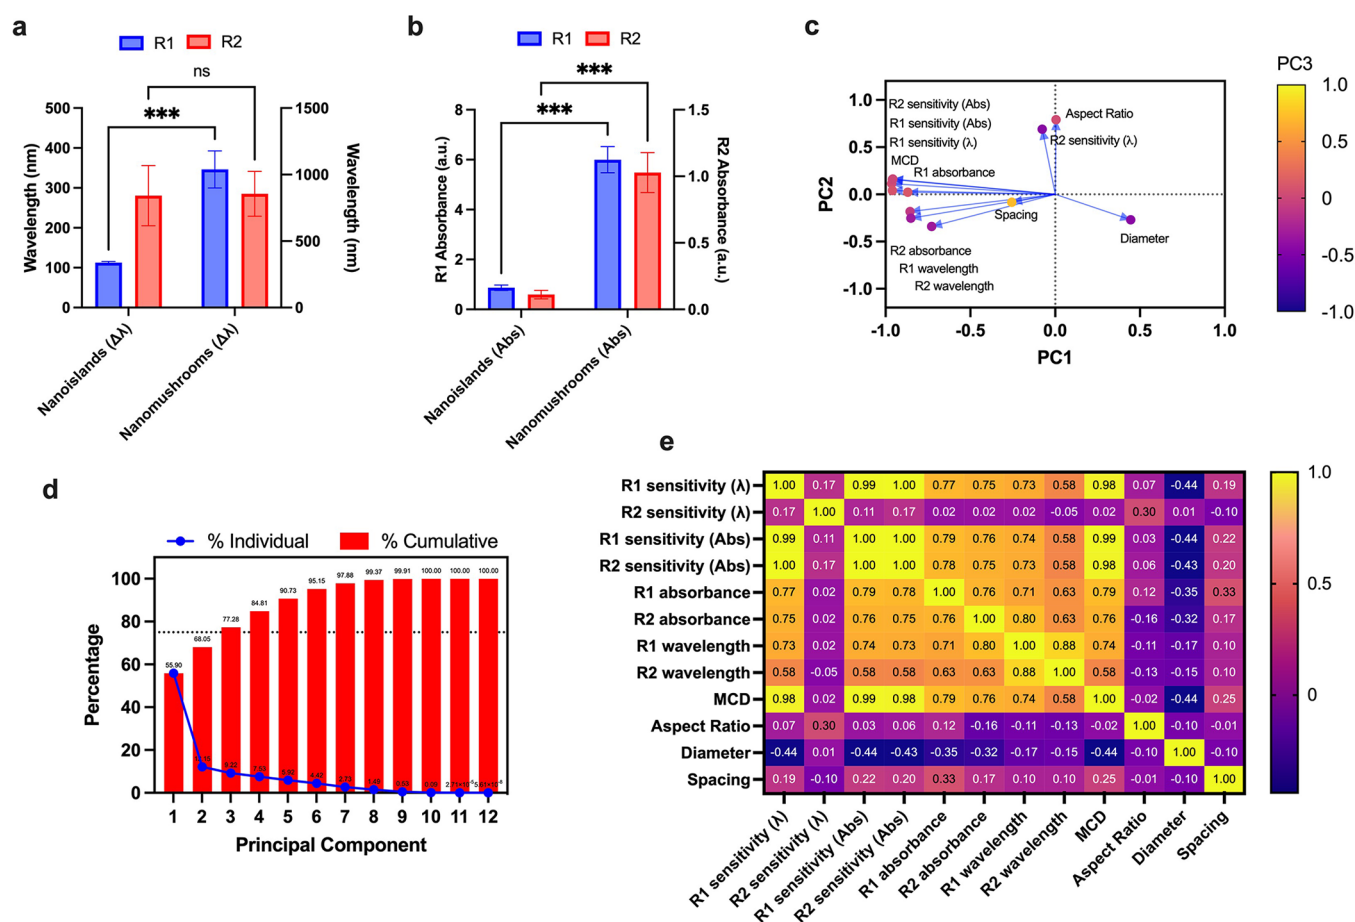 a
R1 R2
ns
***
500
400
300
200
100
0
Wavelength (nm)
1500
1000
500
0
Wavelength (nm)
Nanoislands (Δλ)
Nanomushrooms (Δλ)
b
R1 R2
***
***
8
6
4
2
0
R1 Absorbance (a.u.)
1.5
1.0
0.5
0.0
R2 Absorbance (a.u.)
Nanoislands (Abs)
Nanomushrooms (Abs)
c
PC3
1.0
0.5
0
-0.5
-1.0
1.0
0.5
0.0
-0.5
-1.0
PC2
R2 sensitivity (Abs)
R1 sensitivity (Abs)
R1 sensitivity (λ)
MCD
R1 absorbance
Aspect Ratio
R2 sensitivity (λ)
Spacing
Diameter
R2 absorbance
R1 wavelength
R2 wavelength
-1.0 -0.5 0.0 0.5 1.0
PC1
d
% Individual % Cumulative
100
80
60
40
20
0
Percentage
55.90 68.05 77.28 84.81 90.73 95.15 97.88 99.37 99.91 100.00 100.00 100.00
9.22 7.53 5.92 4.42 2.73 1.49
1 2 3 4 5 6 7 8 9 10 11 12
Principal Component
e
R1 sensitivity (λ) 1.00 0.17 0.99 1.00 0.77 0.75 0.73 0.58 0.98 0.07 -0.44 0.19
R2 sensitivity (λ) 0.17 1.00 0.11 0.17 0.02 0.02 0.02 -0.05 0.02 0.30 0.01 -0.10
R1 sensitivity (Abs) 0.99 0.11 1.00 1.00 0.79 0.76 0.74 0.58 0.99 0.03 -0.44 0.22
R2 sensitivity (Abs) 1.00 0.17 1.00 1.00 0.78 0.75 0.73 0.58 0.98 0.06 -0.43 0.20
R1 absorbance 0.77 0.02 0.79 0.78 1.00 0.76 0.71 0.63 0.79 0.12 -0.35 0.33
R2 absorbance 0.75 0.02 0.76 0.75 0.76 1.00 0.80 0.63 0.76 -0.16 -0.32 0.17
R1 wavelength 0.73 0.02 0.74 0.73 0.71 0.80 1.00 0.88 0.74 -0.11 -0.17 0.10
R2 wavelength 0.58 -0.05 0.58 0.58 0.63 0.63 0.88 1.00 0.58 -0.13 -0.15 0.10
MCD 0.98 0.02 0.99 0.98 0.79 0.76 0.74 0.58 1.00 -0.02 -0.44 0.25
Aspect Ratio 0.07 0.30 0.03 0.06 0.12 -0.16 -0.11 -0.13 -0.02 1.00 -0.10 -0.01
Diameter -0.44 0.01 -0.44 -0.43 -0.35 -0.32 -0.17 -0.15 -0.44 -0.10 1.00 -0.10
Spacing 0.19 -0.10 0.22 0.20 0.33 0.17 0.10 0.10 0.25 -0.01 -0.10 1.00
R1 sensitivity (λ)
R2 sensitivity (λ)
R1 sensitivity (Abs)
R2 sensitivity (Abs)
R1 absorbance
R2 absorbance
R1 wavelength
R2 wavelength
MCD
Aspect Ratio
Diameter
Spacing
1.0
0.5
0